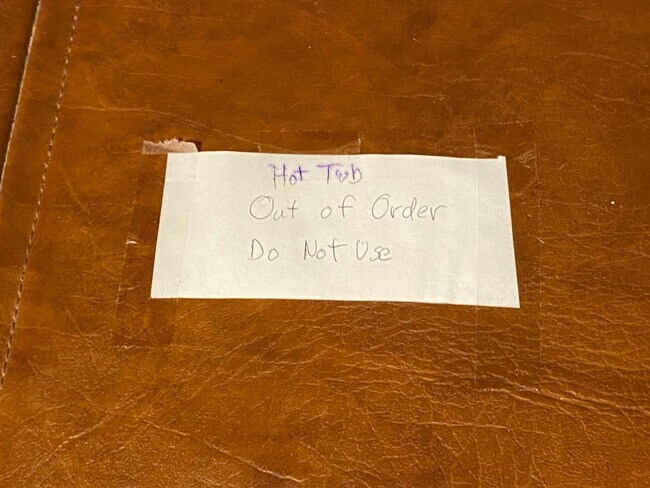 Hot Tub
Out of Order
Do Not Use